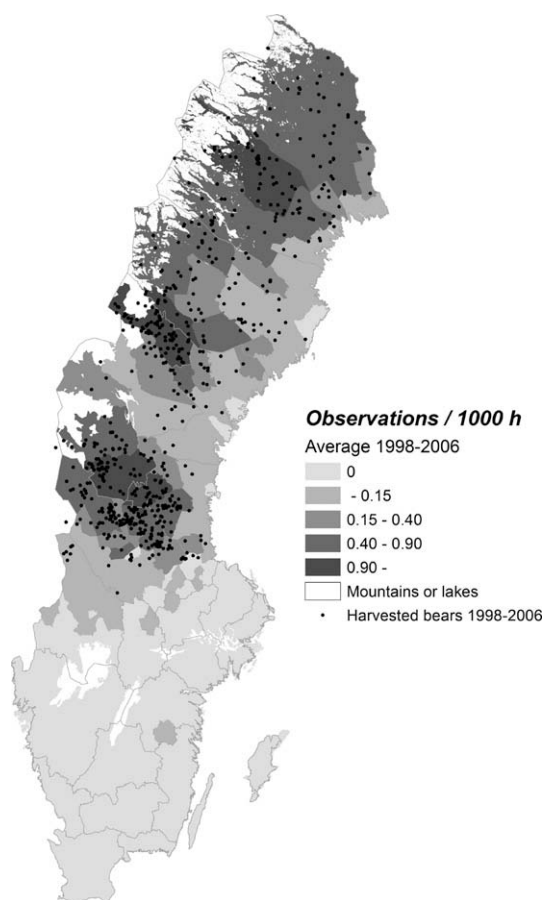 Observations / 1000 h
Average 1998-2006
0
- 0.15
0.15 - 0.40
0.40 - 0.90
0.90 -
Mountains or lakes
Harvested bears 1998-2006